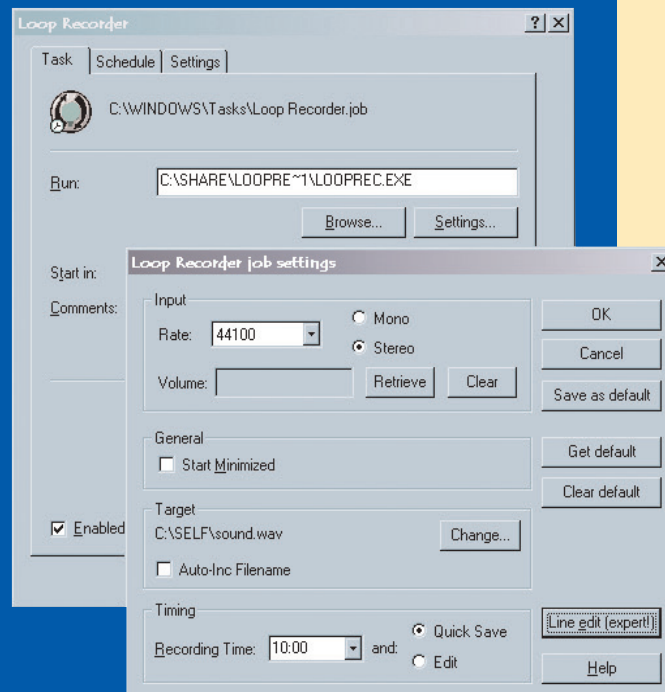 Loop Recorder
Task Schedule Settings
C:\WINDOWS\Tasks\Loop Recorder.job
Run: C:\SHARE\LOOPRE~1\LOOPREC.EXE
Browse... Settings...
Start in:
Comments:
Enabled
Loop Recorder job settings
Input
Rate: 44100
Mono
Stereo
Volume: Retrieve Clear
General
Start Minimized
Target
C:\SELF\sound.wav Change...
Auto-Inc Filename
Timing
Recording Time: 10:00 and: Quick Save
Edit
OK
Cancel
Save as default
Get default
Clear default
Line edit (expert!)
Help